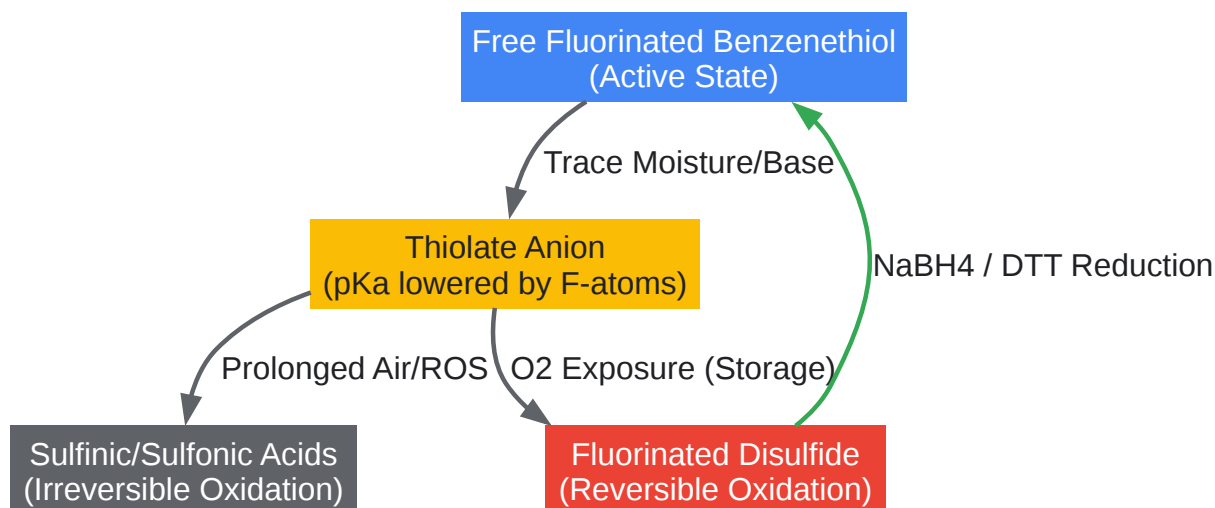 Free Fluorinated Benzenethiol
(Active State)
Trace Moisture/Base
Thiolate Anion
(pKa lowered by F-atoms)
NaBH4 / DTT Reduction
Prolonged Air/ROS
O2 Exposure (Storage)
Sulfinic/Sulfonic Acids
(Irreversible Oxidation)
Fluorinated Disulfide
(Reversible Oxidation)